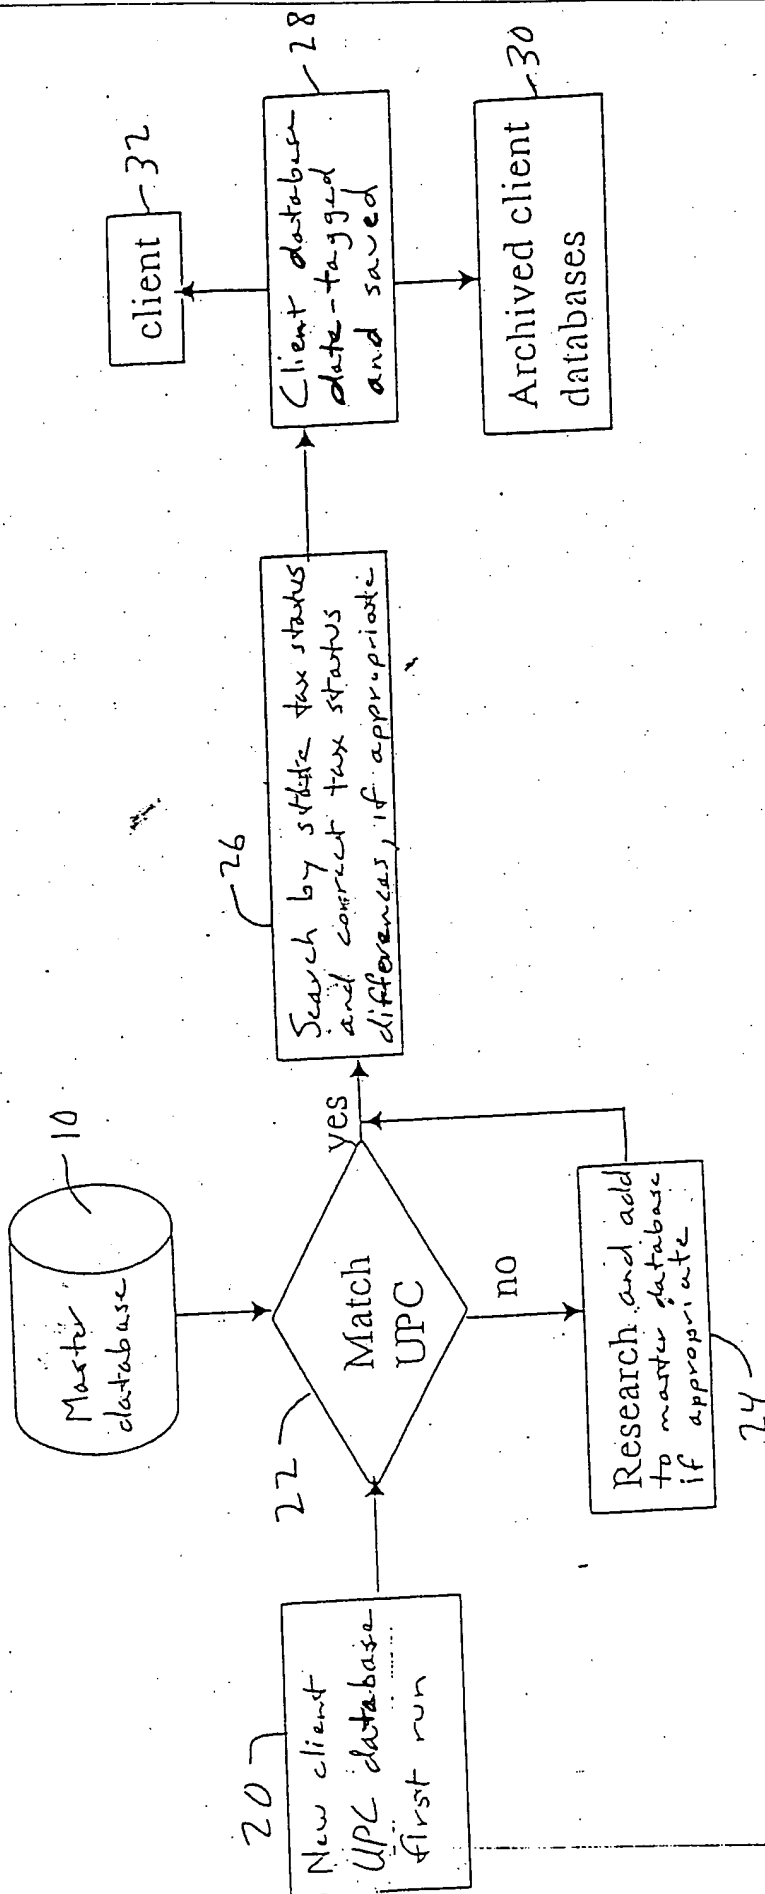 10
Master
database
20
New client
UPC database
first run
22
Match
UPC
yes
no
Research and add
to master database
if appropriate
24
26
Search by state tax status
and correct tax status
differences, if appropriate
28
Client database
date-tagged
and saved
32
client
30
Archived client
databases